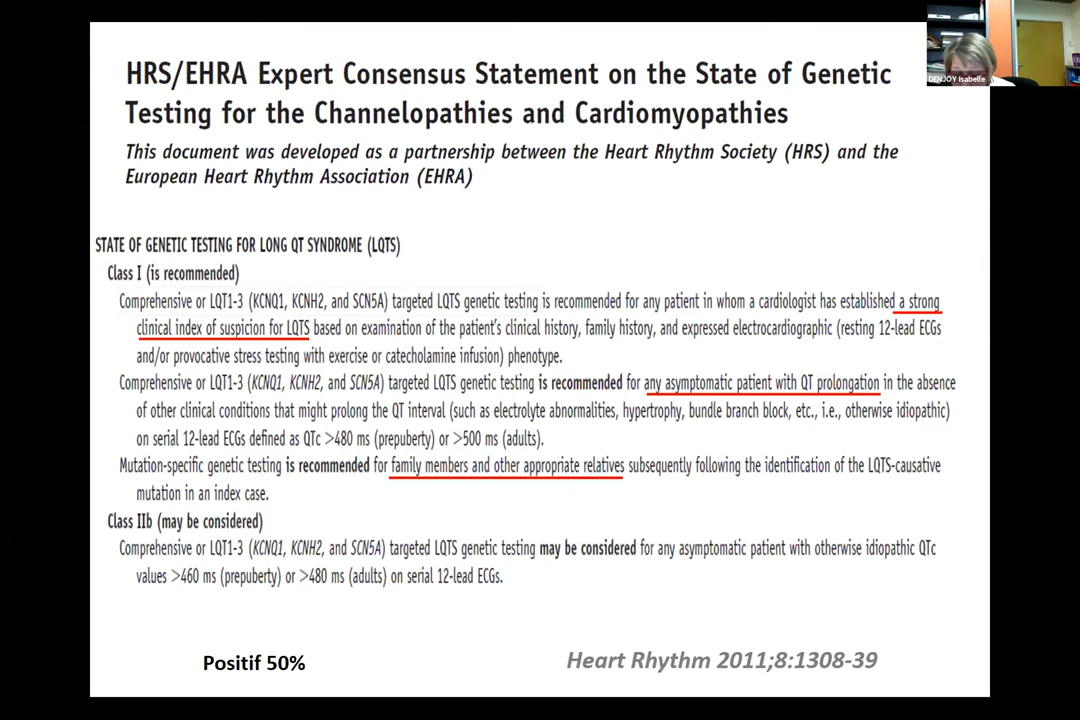 HRS/EHRA Expert Consensus Statement on the State of Genetic
Testing for the Channelopathies and Cardiomyopathies
This document was developed as a partnership between the Heart Rhythm Society (HRS) and the
European Heart Rhythm Association (EHRA)
DENJOY Isabelle
STATE OF GENETIC TESTING FOR LONG QT SYNDROME (LQTS)
Class I (is recommended)
Comprehensive or LQT1-3 (KCNQ1, KCNH2, and SCN5A) targeted LQTS genetic testing is recommended for any patient in whom a cardiologist has established a strong
clinical index of suspicion for LQTS based on examination of the patient's clinical history, family history, and expressed electrocardiographic (resting 12-lead ECGs
and/or provocative stress testing with exercise or catecholamine infusion) phenotype.
Comprehensive or LQT1-3 (KCNQ1, KCNH2, and SCN5A) targeted LQTS genetic testing is recommended for any asymptomatic patient with QT prolongation in the absence
of other clinical conditions that might prolong the QT interval (such as electrolyte abnormalities, hypertrophy, bundle branch block, etc., i.e., otherwise idiopathic)
on serial 12-lead ECGs defined as QTc >480 ms (prepuberty) or >500 ms (adults).
Mutation-specific genetic testing is recommended for family members and other appropriate relatives subsequently following the identification of the LQTS-causative
mutation in an index case.
Class IIb (may be considered)
Comprehensive or LQT1-3 (KCNQ1, KCNH2, and SCN5A) targeted LQTS genetic testing may be considered for any asymptomatic patient with otherwise idiopathic QTc
values >460 ms (prepuberty) or >480 ms (adults) on serial 12-lead ECGs.
Positif 50%
Heart Rhythm 2011;8:1308-39